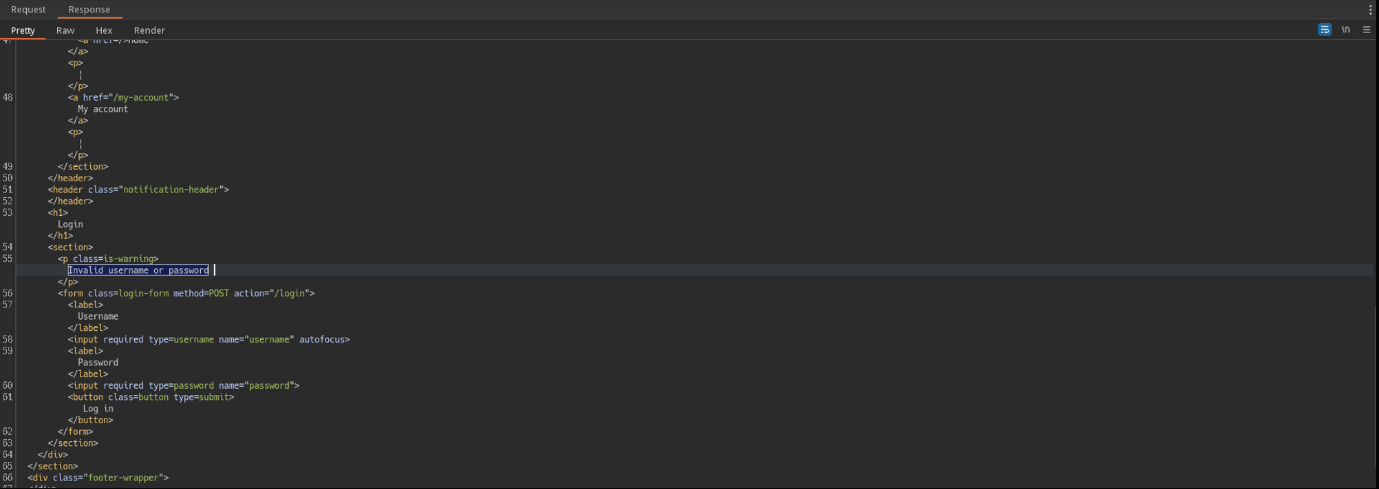 Request Response
Pretty Raw Hex Render \n
47 <a href=/>Home
</a>
<p>
|
</p>
48 <a href="/my-account">
My account
</a>
<p>
|
</p>
49 </section>
50 </header>
51 <header class="notification-header">
52 </header>
53 <h1>
Login
</h1>
54 <section>
55 <p class=is-warning>
Invalid username or password
</p>
56 <form class=login-form method=POST action="/login">
57 <label>
Username
</label>
58 <input required type=username name="username" autofocus>
59 <label>
Password
</label>
60 <input required type=password name="password">
61 <button class=button type=submit>
Log in
</button>
62 </form>
63 </section>
64 </div>
65 </section>
66 <div class="footer-wrapper">
67 </div>